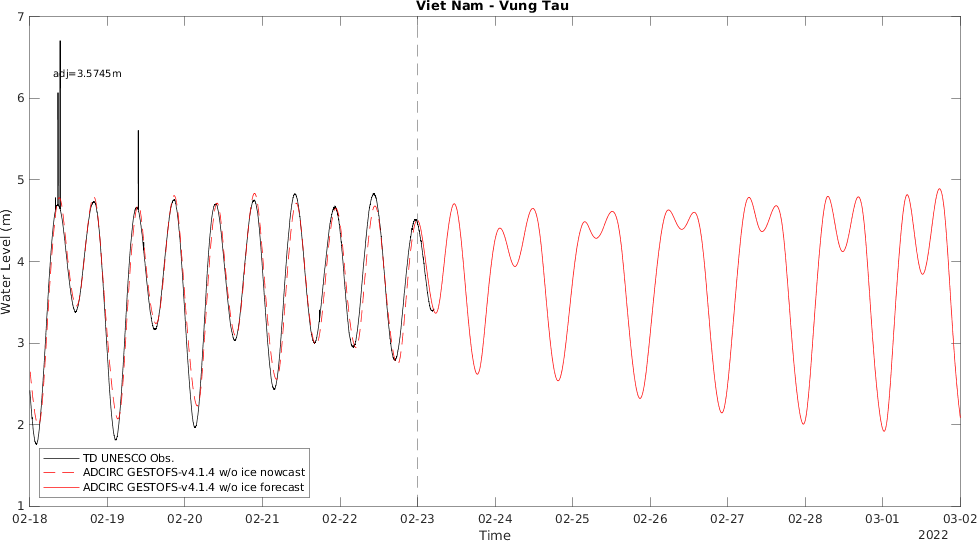 Viet Nam - Vung Tau
7
adj=3.5745m
6
5
4
3
2
1
Water Level (m)
TD UNESCO Obs.
ADCIRC GESTOFS-v4.1.4 w/o ice nowcast
ADCIRC GESTOFS-v4.1.4 w/o ice forecast
02-18 02-19 02-20 02-21 02-22 02-23 02-24 02-25 02-26 02-27 02-28 03-01 03-02
Time
2022